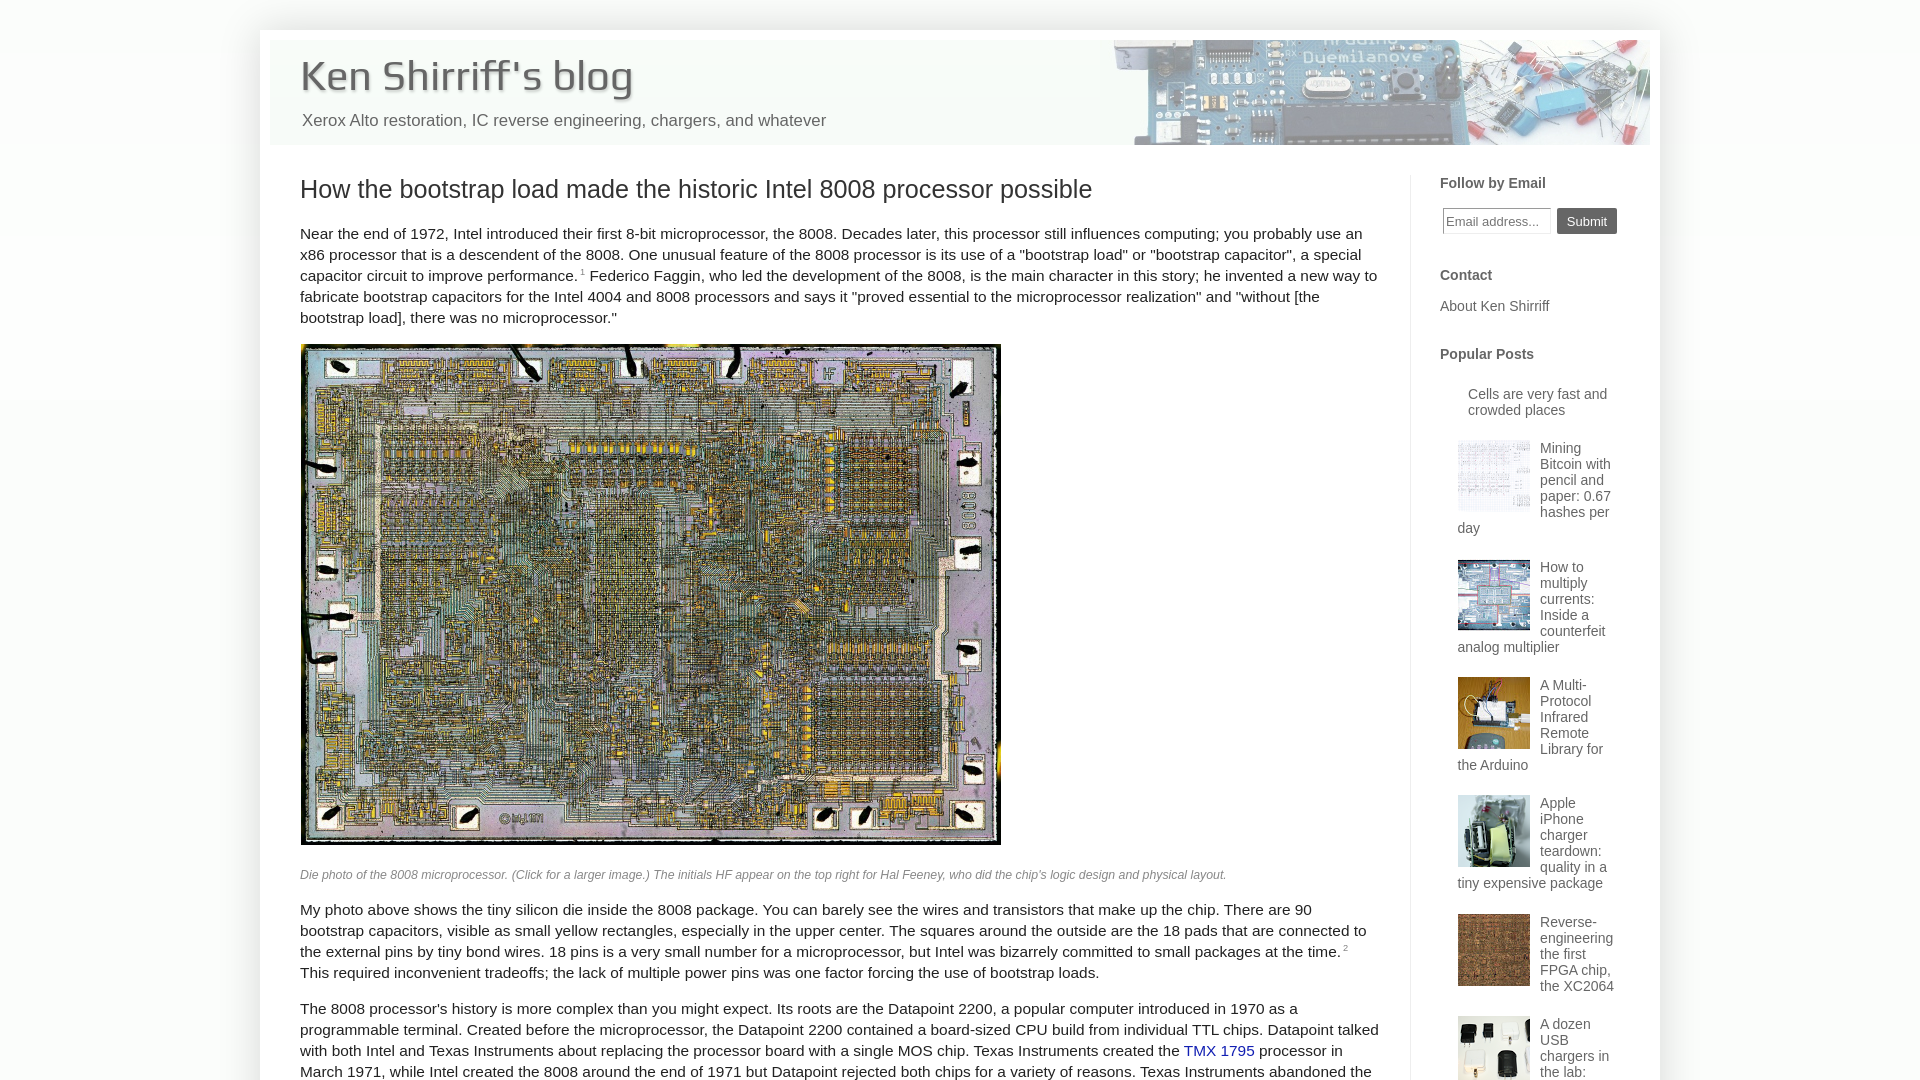 Ken Shirriff's blog
Xerox Alto restoration, IC reverse engineering, chargers, and whatever
Duemilanove
How the bootstrap load made the historic Intel 8008 processor possible
Near the end of 1972, Intel introduced their first 8-bit microprocessor, the 8008. Decades later, this processor still influences computing; you probably use an
x86 processor that is a descendent of the 8008. One unusual feature of the 8008 processor is its use of a "bootstrap load" or "bootstrap capacitor", a special
capacitor circuit to improve performance.1 Federico Faggin, who led the development of the 8008, is the main character in this story; he invented a new way to
fabricate bootstrap capacitors for the Intel 4004 and 8008 processors and says it "proved essential to the microprocessor realization" and "without [the
bootstrap load], there was no microprocessor."
HF
8008
Die photo of the 8008 microprocessor. (Click for a larger image.) The initials HF appear on the top right for Hal Feeney, who did the chip's logic design and physical layout.
My photo above shows the tiny silicon die inside the 8008 package. You can barely see the wires and transistors that make up the chip. There are 90
bootstrap capacitors, visible as small yellow rectangles, especially in the upper center. The squares around the outside are the 18 pads that are connected to
the external pins by tiny bond wires. 18 pins is a very small number for a microprocessor, but Intel was bizarrely committed to small packages at the time.2
This required inconvenient tradeoffs; the lack of multiple power pins was one factor forcing the use of bootstrap loads.
The 8008 processor's history is more complex than you might expect. Its roots are the Datapoint 2200, a popular computer introduced in 1970 as a
programmable terminal. Created before the microprocessor, the Datapoint 2200 contained a board-sized CPU build from individual TTL chips. Datapoint talked
with both Intel and Texas Instruments about replacing the processor board with a single MOS chip. Texas Instruments created the TMX 1795 processor in
March 1971, while Intel created the 8008 around the end of 1971 but Datapoint rejected both chips for a variety of reasons. Texas Instruments abandoned the
Follow by Email
Email address...
Submit
Contact
About Ken Shirriff
Popular Posts
Cells are very fast and
crowded places
Mining
Bitcoin with
pencil and
paper: 0.67
hashes per
day
How to
multiply
currents:
Inside a
counterfeit
analog multiplier
A Multi-
Protocol
Infrared
Remote
Library for
the Arduino
Apple
iPhone
charger
teardown:
quality in a
tiny expensive package
Reverse-
engineering
the first
FPGA chip,
the XC2064
A dozen
USB
chargers in
the lab: